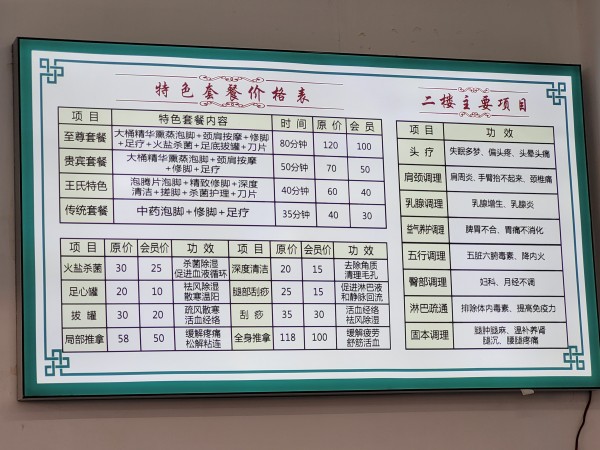 特色套餐价格表
项 目 特色套餐内容 时 间 原 价 会 员
至尊套餐 大桶精华熏蒸泡脚+颈肩按摩+修脚 80分钟 120 100
+足疗+火盐杀菌+足底拔罐+刀片
贵宾套餐 大桶精华熏蒸泡脚+颈肩按摩 50分钟 70 50
+修脚+足疗
王氏特色 泡腾片泡脚+精致修脚+深度 40分钟 60 40
清洁+搓脚+杀菌护理+刀片
传统套餐 中药泡脚+修脚+足疗 35分钟 40 30
项 目 原价 会员价 功 效 项 目 原价 会员价 功 效
火盐杀菌 30 25 杀菌除湿 深度清洁 20 15 去除角质
促进血液循环 清理毛孔
足心罐 20 10 祛风除湿 腿部刮痧 25 15 促进淋巴液
散寒温阳 和静脉回流
拔 罐 30 20 疏风散寒 刮 痧 35 30 活血经络
活血经络 祛风除湿
局部推拿 58 50 缓解疼痛 全身推拿 118 100 缓解疲劳
松解粘连 舒筋活血
二楼主要项目
项 目 功 效
头 疗 失眠多梦、偏头疼、头晕头痛
肩颈调理 肩周炎、手臂抬不起来、颈椎痛
乳腺调理 乳腺增生、乳腺炎
益气养护调理 脾胃不合、胃痛不消化
五行调理 五脏六腑毒素、降内火
臀部调理 妇科、月经不调
淋巴疏通 排除体内毒素、提高免疫力
固本调理 腿肿腿麻、温补养肾
腿沉、腰腿疼痛